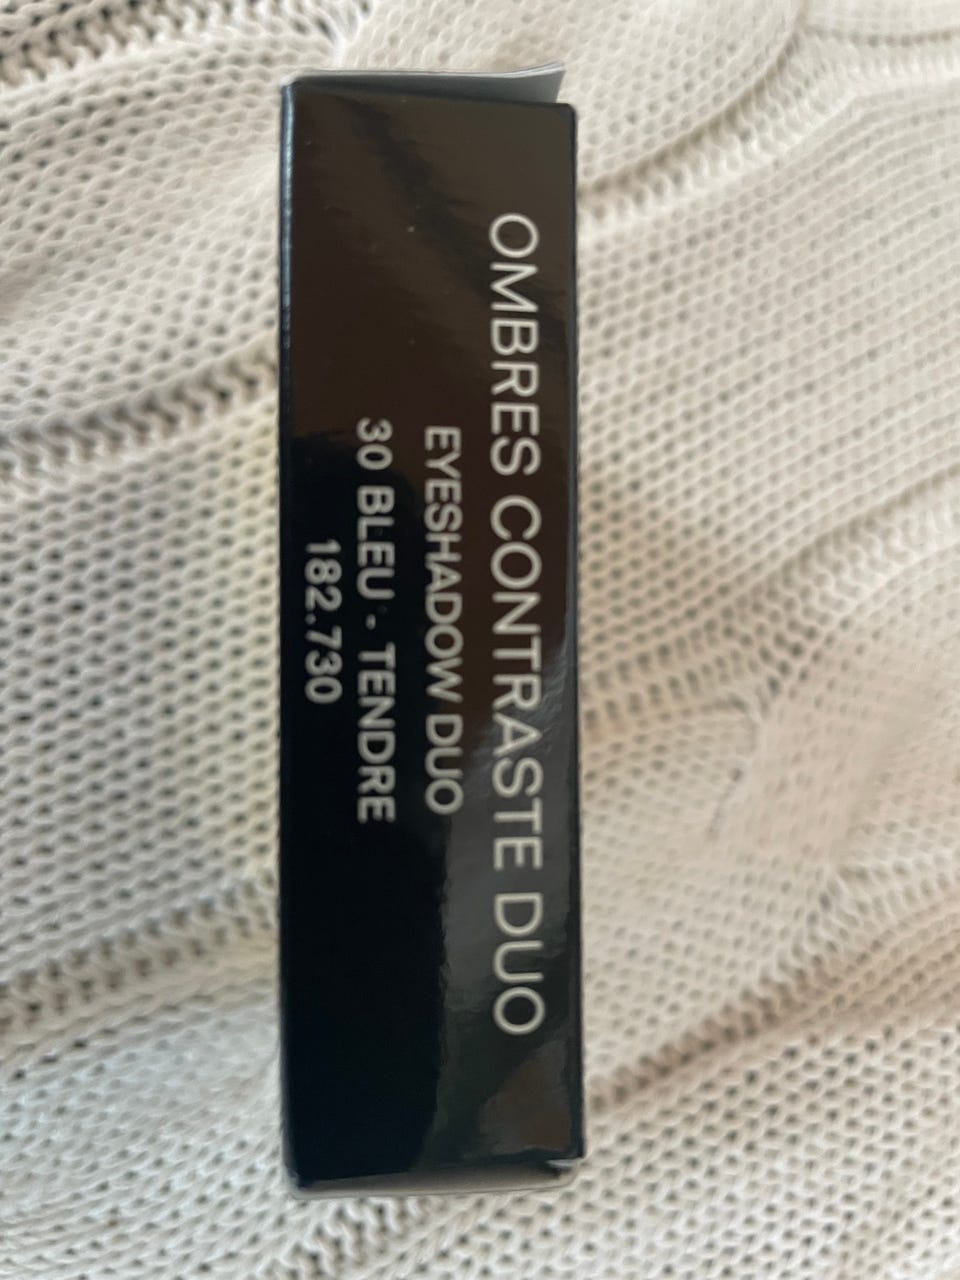 OMBRES CONTRASTE DUO
EYESHADOW DUO
30 BLEU - TENDRE
182.730